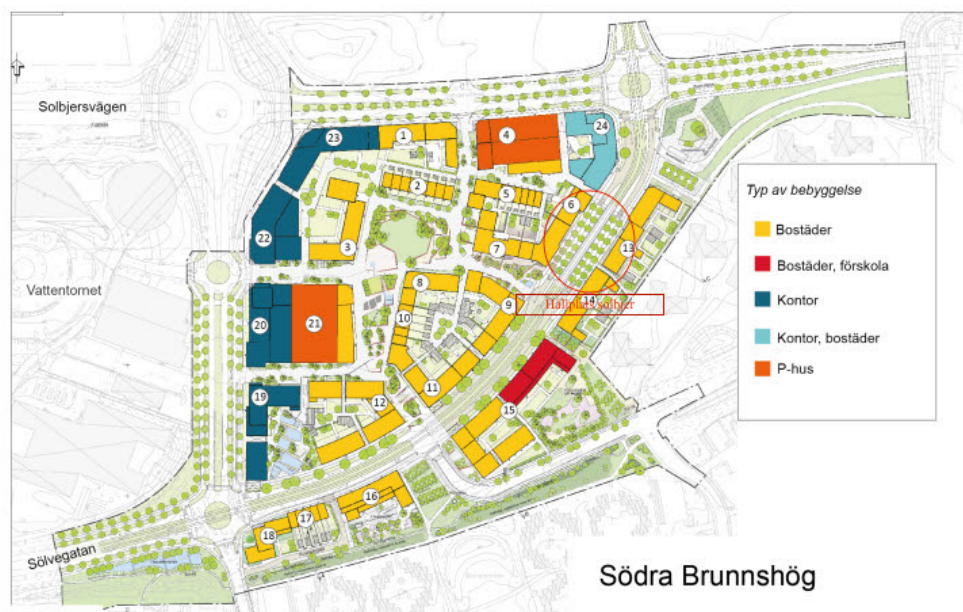 Solbjersvägen
23
1
4
24
2
5
6
22
3
7
13
Vattentornet
8
9
14
Hållplats solbjer
10
20
21
11
19
12
15
16
17
18
Sölvegatan
Typ av bebyggelse
Bostäder
Bostäder, förskola
Kontor
Kontor, bostäder
P-hus
Södra Brunnshög